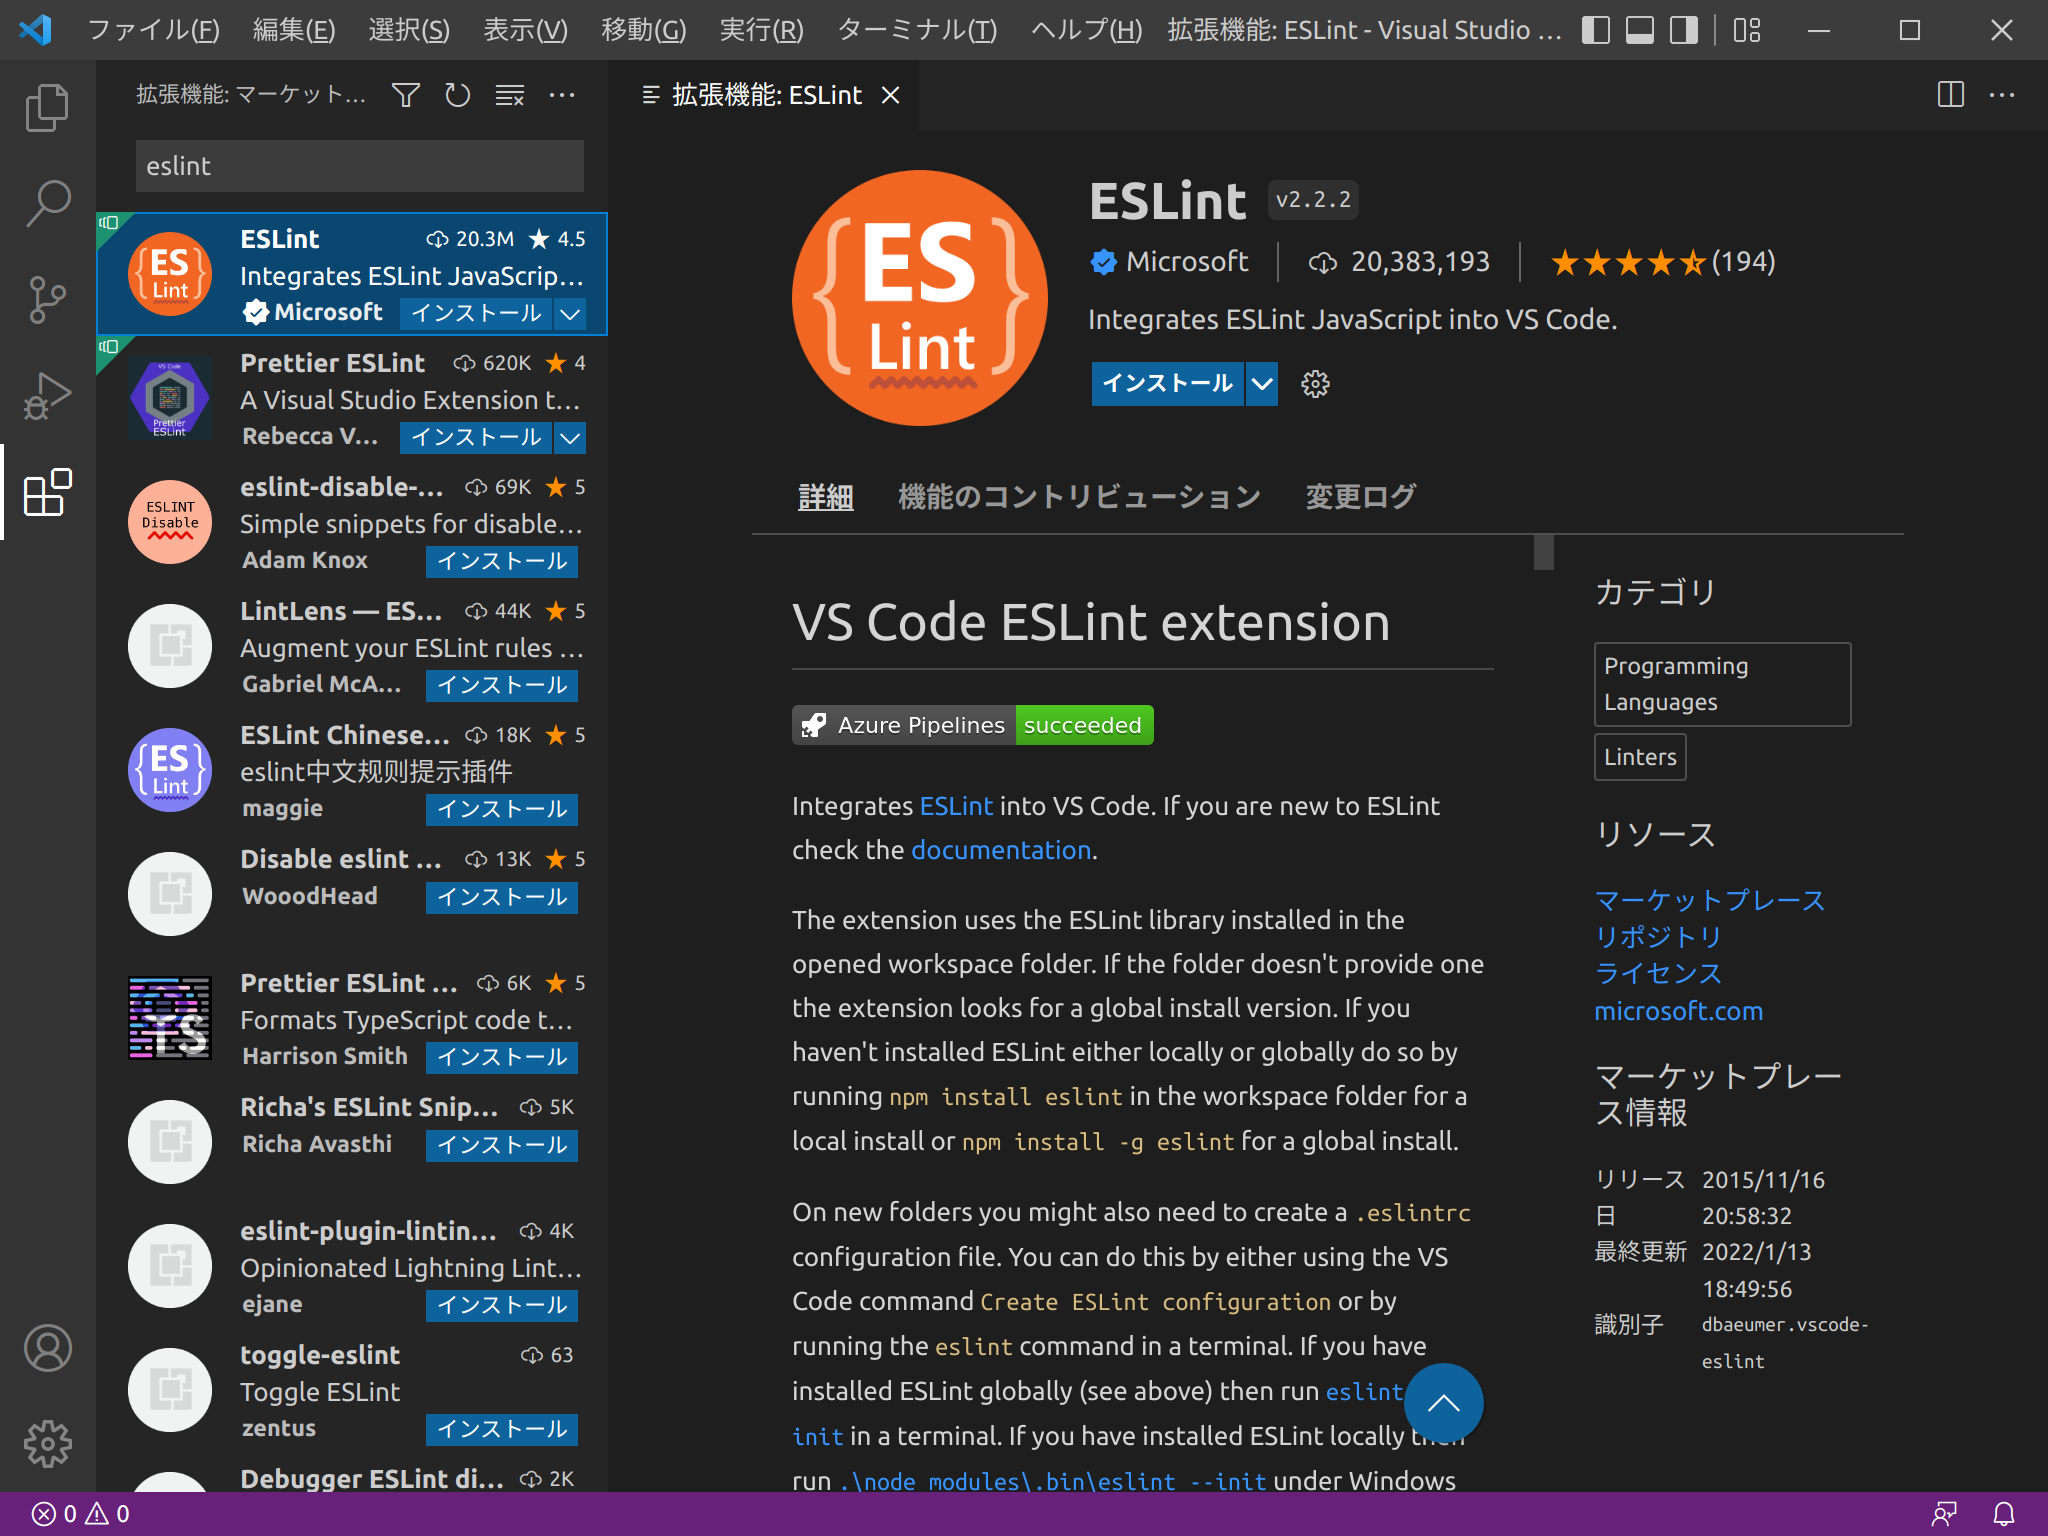 ファイル(F) 編集(E) 選択(S) 表示(V) 移動(G) 実行(R) ターミナル(T) ヘルプ(H) 拡張機能: ESLint - Visual Studio ...
拡張機能: マーケット...
eslint
ESLint 20.3M ★ 4.5
Integrates ESLint JavaScrip...
Microsoft インストール
ES
Lint
Prettier ESLint 620K ★ 4
A Visual Studio Extension t...
Rebecca V... インストール
VS Code
Prettier
ESLint
eslint-disable-... 69K ★ 5
Simple snippets for disable...
Adam Knox インストール
ESLINT
Disable
LintLens — ES... 44K ★ 5
Augment your ESLint rules ...
Gabriel McA... インストール
ESLint Chinese... 18K ★ 5
eslint中文规则提示插件
maggie インストール
ES
Lint
Disable eslint ... 13K ★ 5
WooodHead インストール
Prettier ESLint ... 6K ★ 5
Formats TypeScript code t...
Harrison Smith インストール
TS
Richa's ESLint Snip... 5K
Richa Avasthi インストール
eslint-plugin-lintin... 4K
Opinionated Lightning Lint...
ejane インストール
toggle-eslint 63
Toggle ESLint
zentus インストール
Debugger ESLint di... 2K
拡張機能: ESLint
{ES
Lint}
ESLint v2.2.2
Microsoft 20,383,193 (194)
Integrates ESLint JavaScript into VS Code.
インストール
詳細 機能のコントリビューション 変更ログ
VS Code ESLint extension
Azure Pipelines succeeded
Integrates ESLint into VS Code. If you are new to ESLint
check the documentation.
The extension uses the ESLint library installed in the
opened workspace folder. If the folder doesn't provide one
the extension looks for a global install version. If you
haven't installed ESLint either locally or globally do so by
running npm install eslint in the workspace folder for a
local install or npm install -g eslint for a global install.
On new folders you might also need to create a .eslintrc
configuration file. You can do this by either using the VS
Code command Create ESLint configuration or by
running the eslint command in a terminal. If you have
installed ESLint globally (see above) then run eslint
init in a terminal. If you have installed ESLint locally then
run .\node_modules\.bin\eslint --init under Windows
カテゴリ
Programming
Languages
Linters
リソース
マーケットプレース
リポジトリ
ライセンス
microsoft.com
マーケットプレー
ス情報
リリース 2015/11/16
日 20:58:32
最終更新 2022/1/13
18:49:56
識別子 dbaeumer.vscode-
eslint
0 0